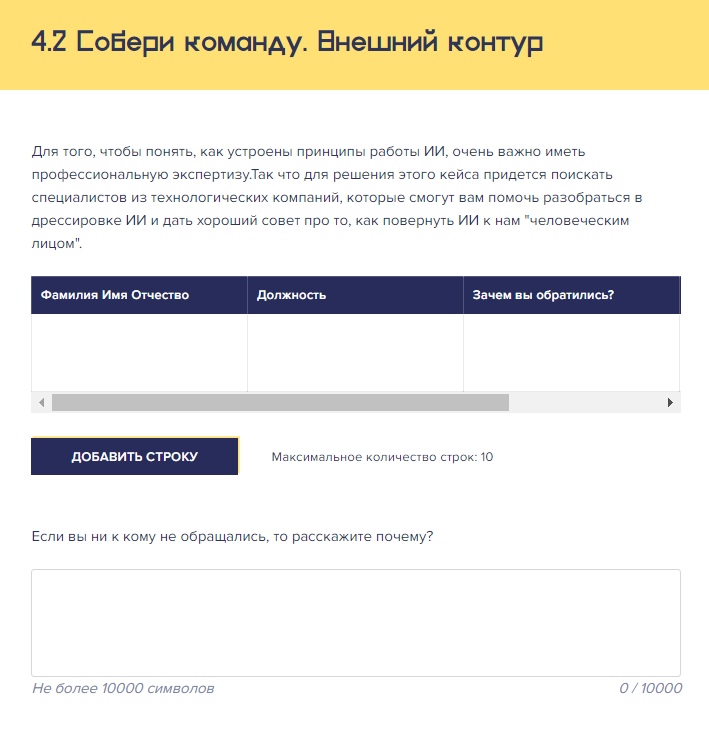 4.2 Собери команду. Внешний контур
Для того, чтобы понять, как устроены принципы работы ИИ, очень важно иметь
профессиональную экспертизу.Так что для решения этого кейса придется поискать
специалистов из технологических компаний, которые смогут вам помочь разобраться в
дрессировке ИИ и дать хороший совет про то, как повернуть ИИ к нам "человеческим
лицом".
Фамилия Имя Отчество Должность Зачем вы обратились?
ДОБАВИТЬ СТРОКУ Максимальное количество строк: 10
Если вы ни к кому не обращались, то расскажите почему?
Не более 10000 символов 0 / 10000